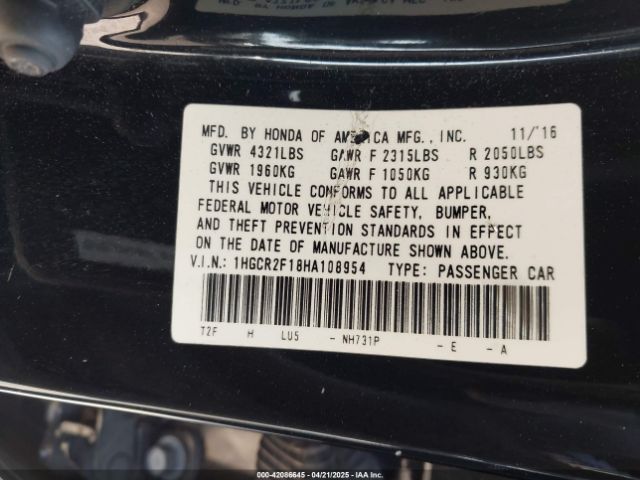 MFD. BY HONDA OF AMERICA MFG., INC. 11/'16
GVWR 4321LBS GAWR F 2315LBS R 2050LBS
GVWR 1960KG GAWR F 1050KG R 930KG
THIS VEHICLE CONFORMS TO ALL APPLICABLE
FEDERAL MOTOR VEHICLE SAFETY, BUMPER,
AND THEFT PREVENTION STANDARDS IN EFFECT
ON THE DATE OF MANUFACTURE SHOWN ABOVE.
V.I.N.: 1HGCR2F18HA108954 TYPE: PASSENGER CAR
T2F H LU5 - NH731P - E - A
000-42086645 - 04/21/2025 - IAA Inc.